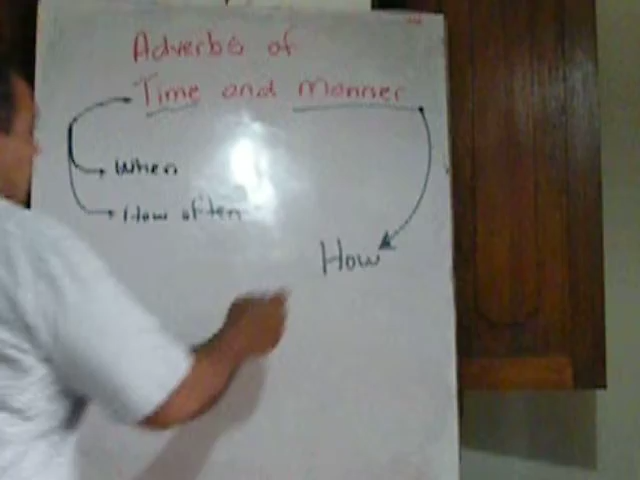 Adverbs of
Time and Manner
When
How often
How